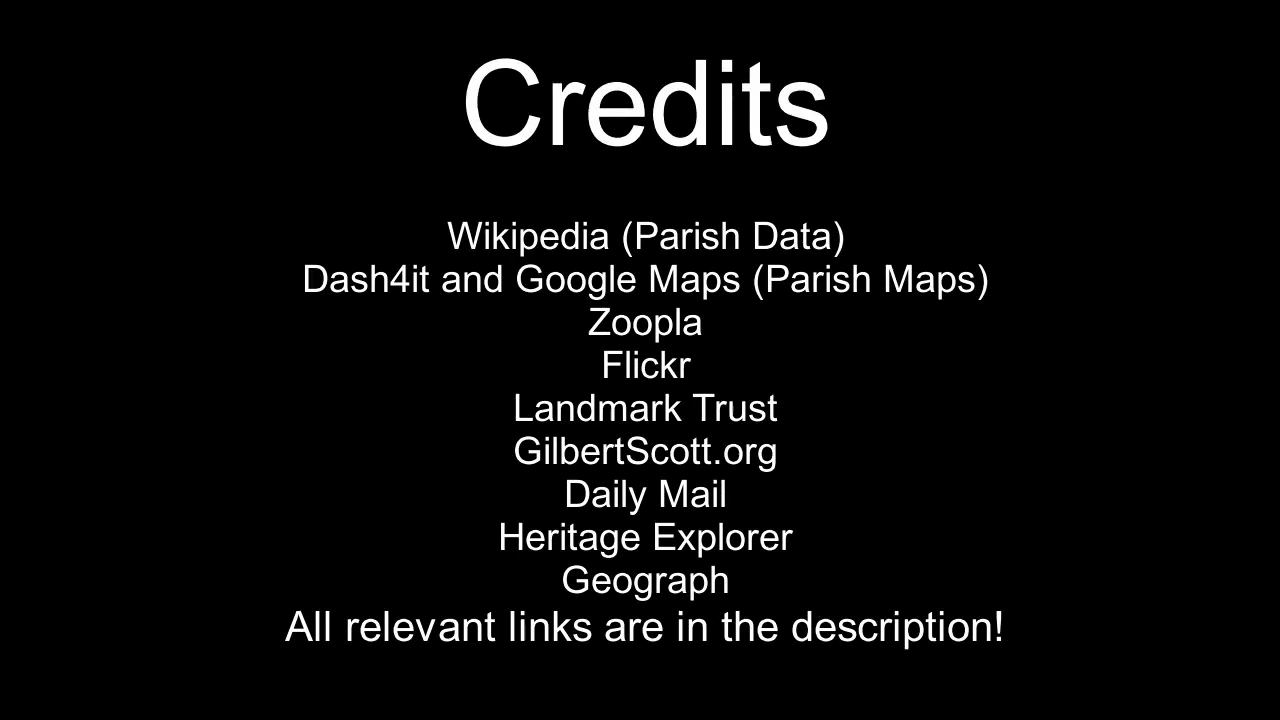 Credits
Wikipedia (Parish Data)
Dash4it and Google Maps (Parish Maps)
Zoopla
Flickr
Landmark Trust
GilbertScott.org
Daily Mail
Heritage Explorer
Geograph
All relevant links are in the description!